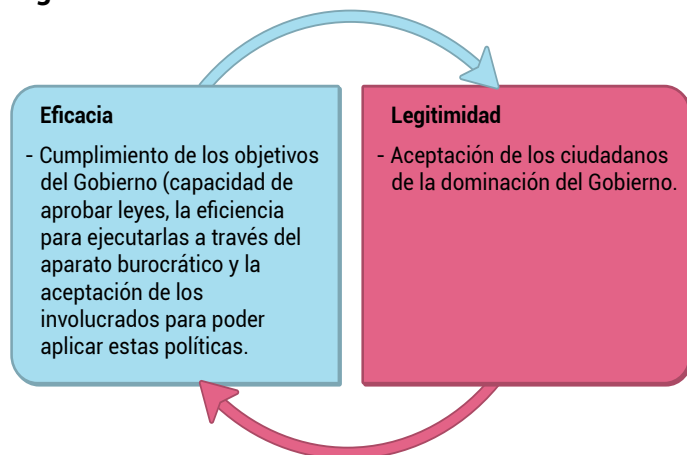 Eficacia
- Cumplimiento de los objetivos
del Gobierno (capacidad de
aprobar leyes, la eficiencia
para ejecutarlas a través del
aparato burocrático y la
aceptación de los
involucrados para poder
aplicar estas políticas.
Legitimidad
- Aceptación de los ciudadanos
de la dominación del Gobierno.